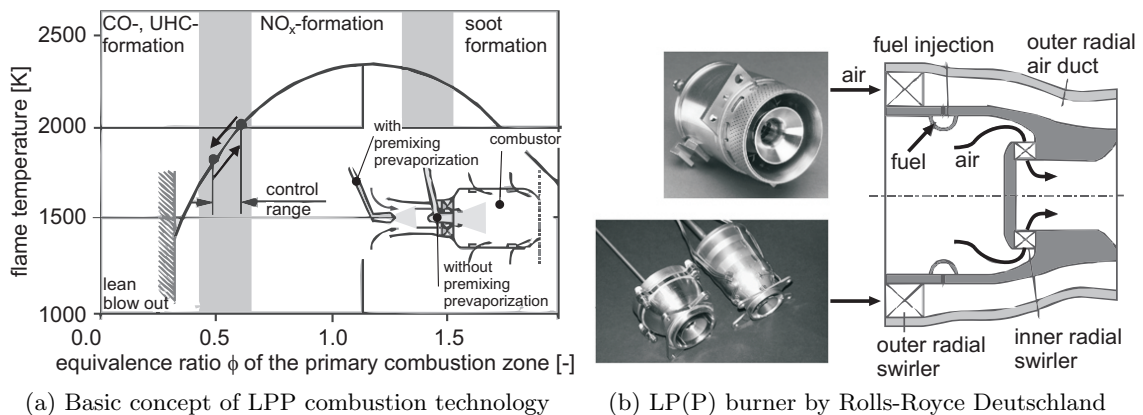 CO-, UHC-
formation
NOx-formation
soot
formation
2500
2000
1500
1000
flame temperature [K]
with
premixing
prevaporization
combustor
control
range
without
premixing
prevaporization
lean
blow out
0.0
0.5
1.0
1.5
equivalence ratio ϕ of the primary combustion zone [-]
(a) Basic concept of LPP combustion technology
fuel injection
outer radial
air duct
air
fuel
air
outer radial
swirler
inner radial
swirler
(b) LP(P) burner by Rolls-Royce Deutschland